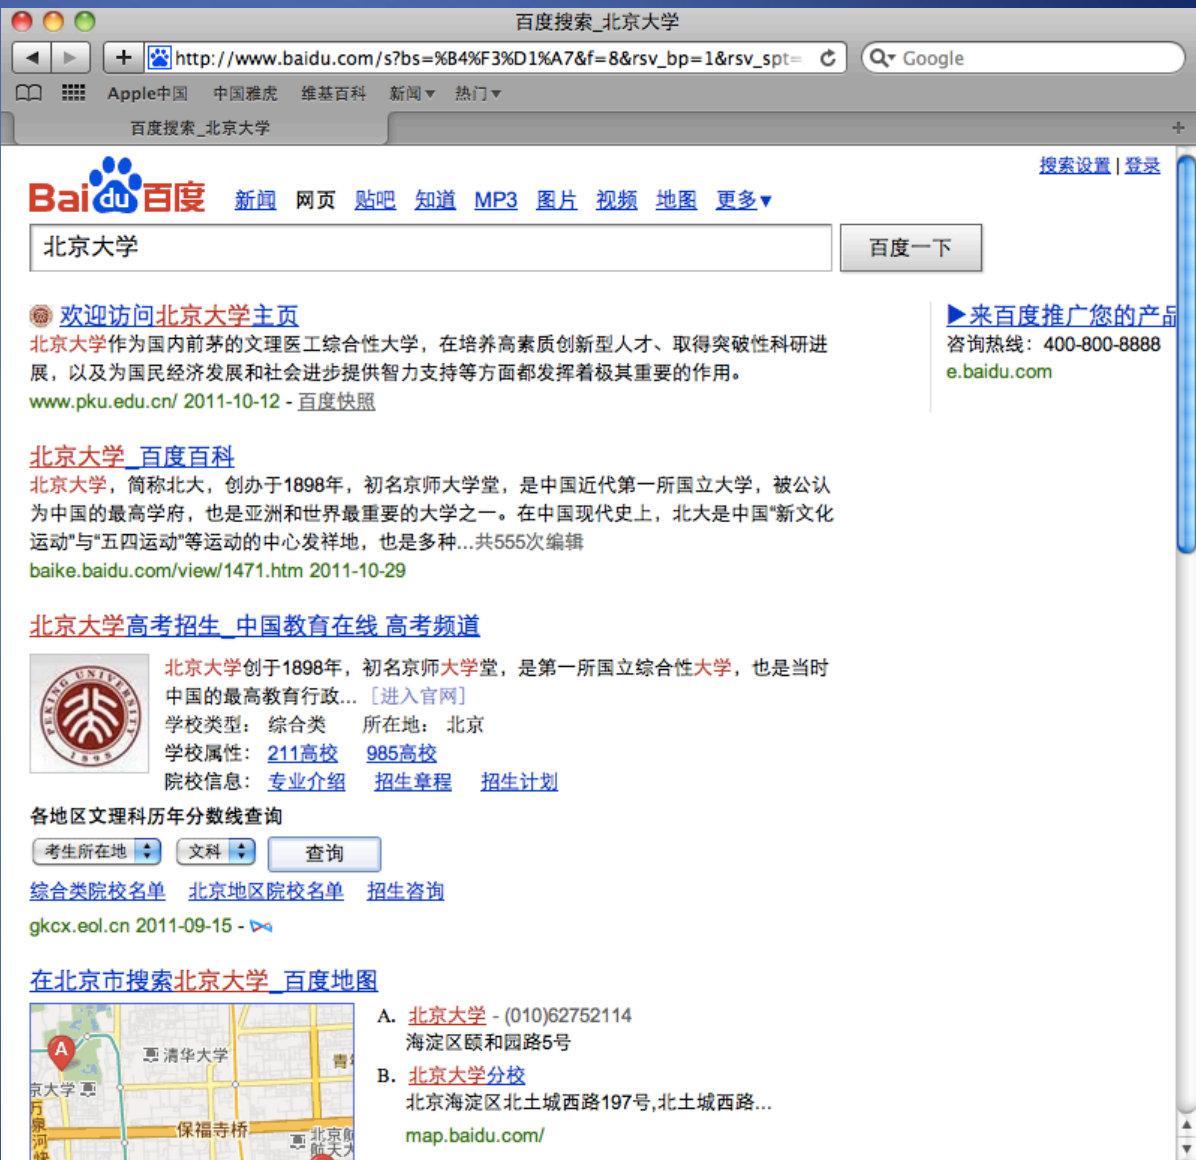 百度搜索_北京大学
http://www.baidu.com/s?bs=%B4%F3%D1%A7&f=8&rsv_bp=1&rsv_spt=
Google
Apple中国 中国雅虎 维基百科 新闻▼ 热门▼
百度搜索_北京大学
搜索设置 | 登录
Bai du 百度 新闻 网页 贴吧 知道 MP3 图片 视频 地图 更多▼
北京大学 百度一下
欢迎访问北京大学主页
北京大学作为国内前茅的文理医工综合性大学，在培养高素质创新型人才、取得突破性科研进
展，以及为国民经济发展和社会进步提供智力支持等方面都发挥着极其重要的作用。
www.pku.edu.cn/ 2011-10-12 - 百度快照
▶来百度推广您的产品
咨询热线：400-800-8888
e.baidu.com
北京大学_百度百科
北京大学，简称北大，创办于1898年，初名京师大学堂，是中国近代第一所国立大学，被公认
为中国的最高学府，也是亚洲和世界最重要的大学之一。在中国现代史上，北大是中国“新文化
运动”与“五四运动”等运动的中心发祥地，也是多种...共555次编辑
baike.baidu.com/view/1471.htm 2011-10-29
北京大学高考招生_中国教育在线 高考频道
PEKING UNIVERSITY
1898
北京大学创于1898年，初名京师大学堂，是第一所国立综合性大学，也是当时
中国的最高教育行政... [进入官网]
学校类型： 综合类 所在地： 北京
学校属性： 211高校 985高校
院校信息： 专业介绍 招生章程 招生计划
各地区文理科历年分数线查询
考生所在地 文科 查询
综合类院校名单 北京地区院校名单 招生咨询
gkcx.eol.cn 2011-09-15 -
在北京市搜索北京大学_百度地图
A
清华大学
青
京大学
万泉河快
保福寺桥
北京航
航天大
A. 北京大学 - (010)62752114
海淀区颐和园路5号
B. 北京大学分校
北京海淀区北土城西路197号,北土城西路...
map.baidu.com/